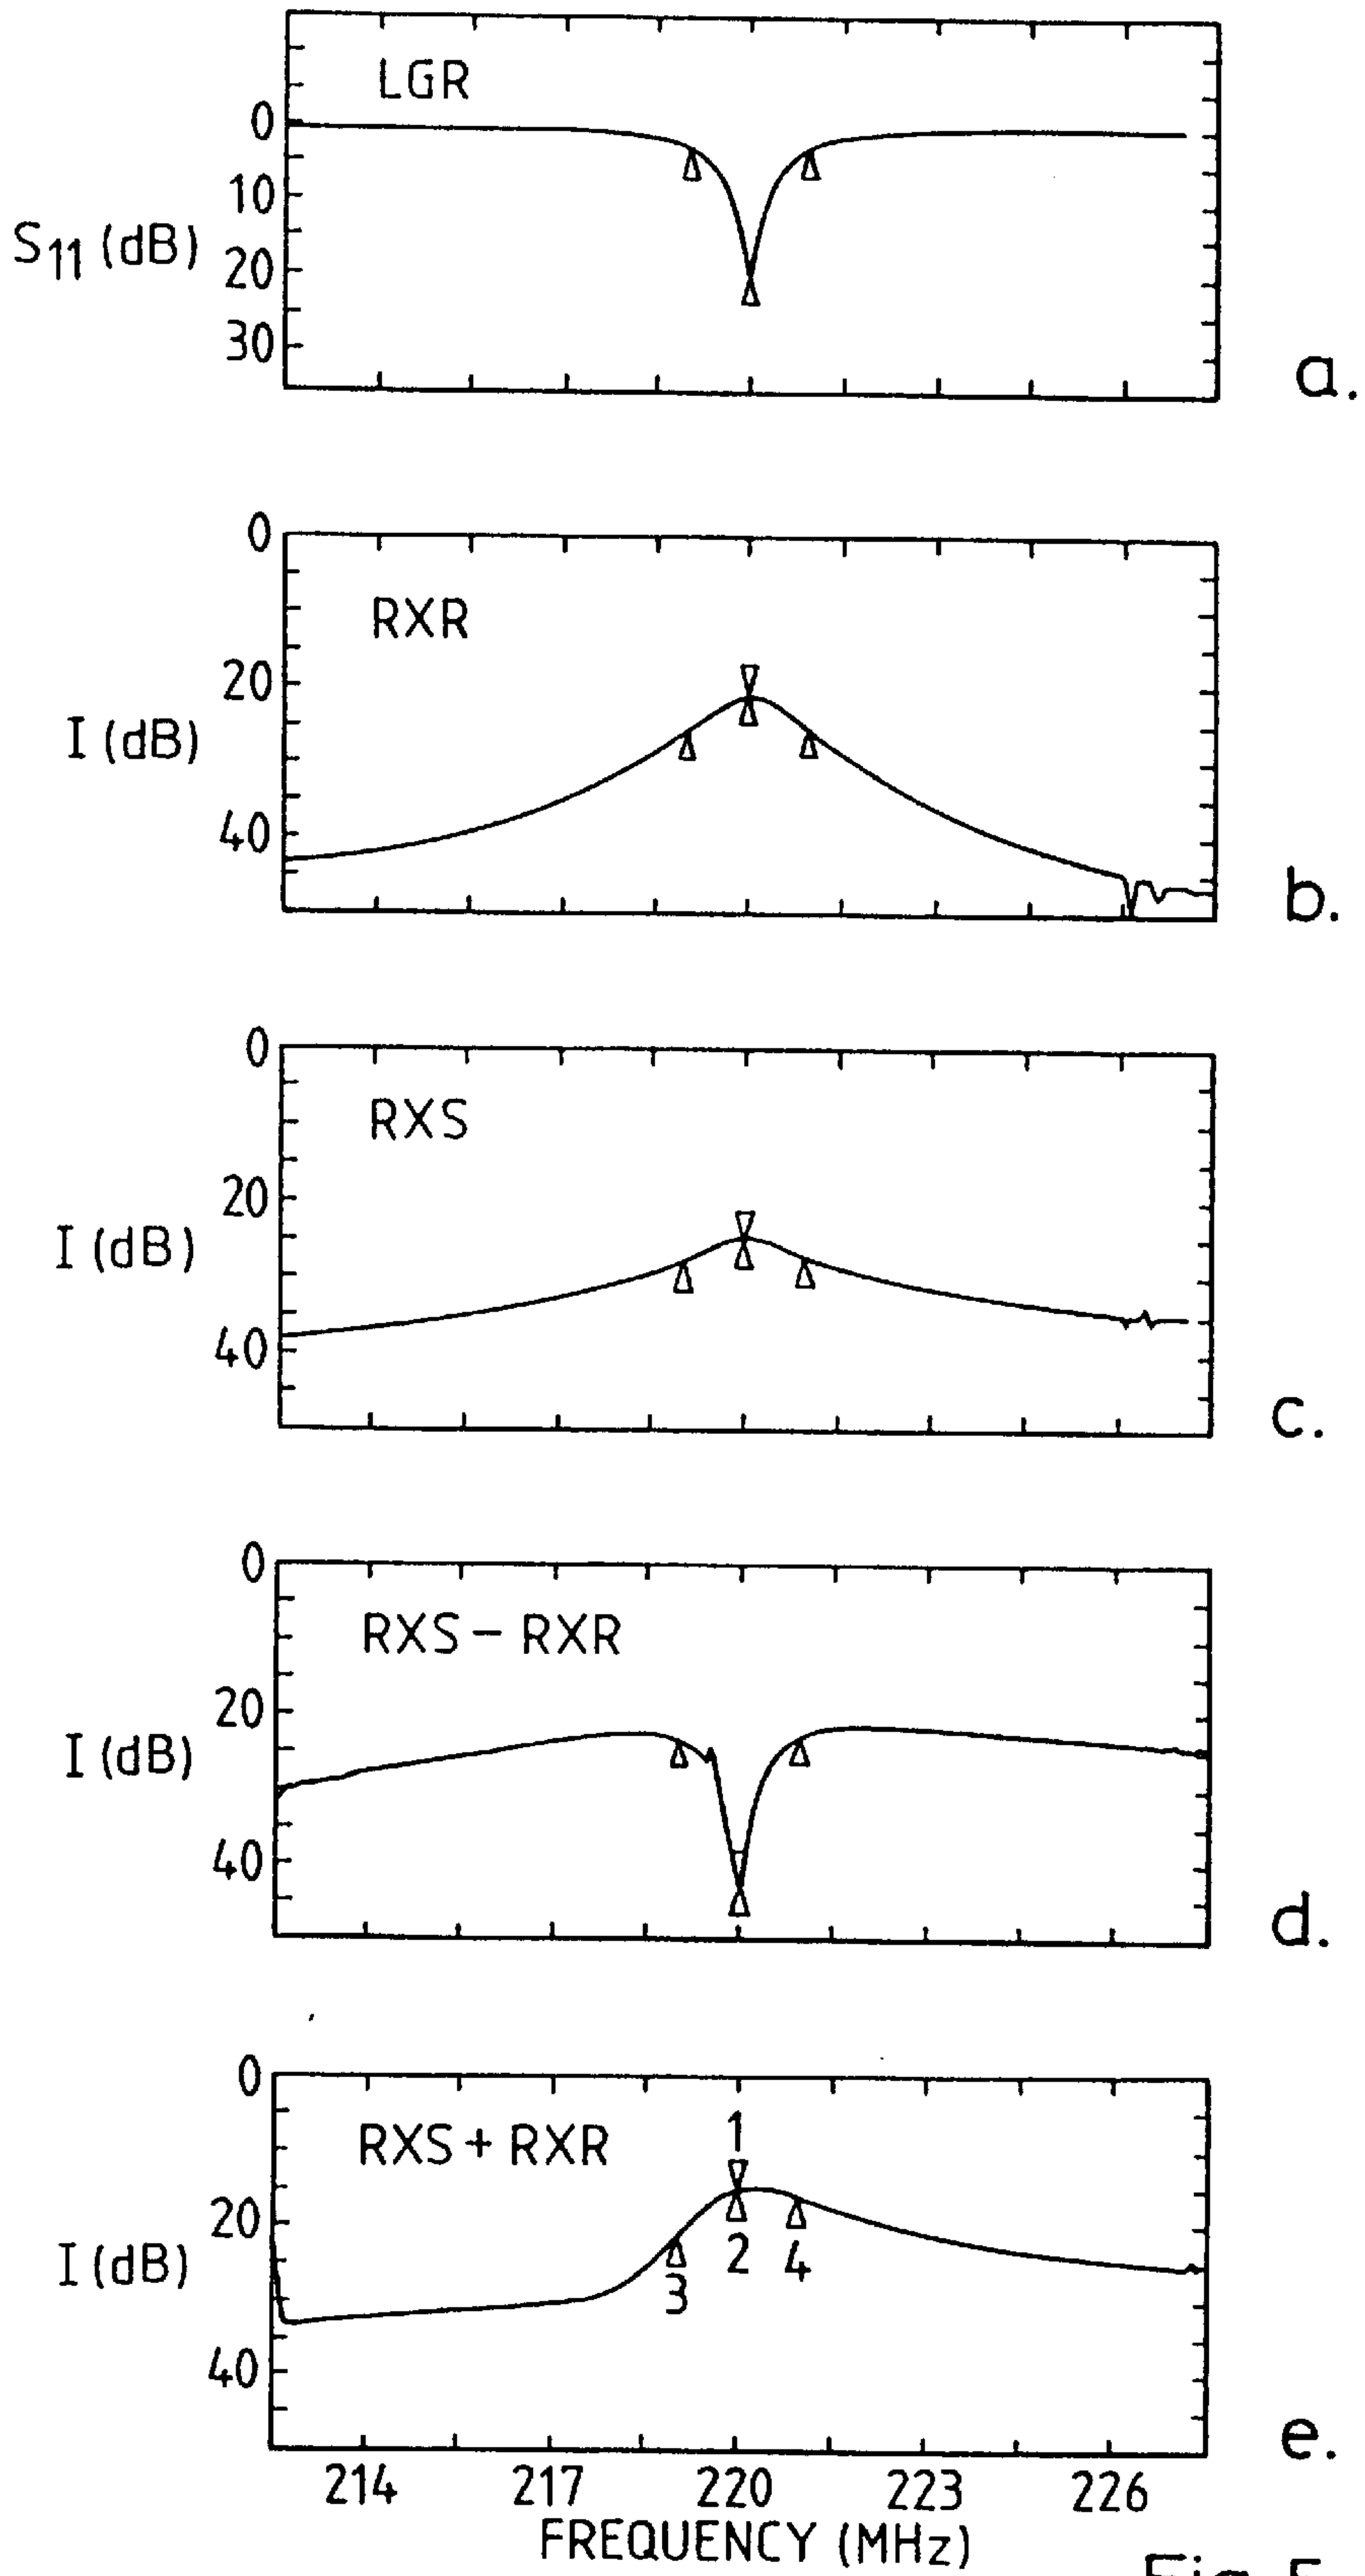 LGR
0
10
S11 (dB)
20
30
a.
0
RXR
20
I (dB)
40
b.
0
RXS
20
I (dB)
40
c.
0
RXS - RXR
20
I (dB)
40
d.
0
1
RXS + RXR
20
2
4
I (dB)
3
40
e.
214 217 220 223 226
FREQUENCY (MHz)